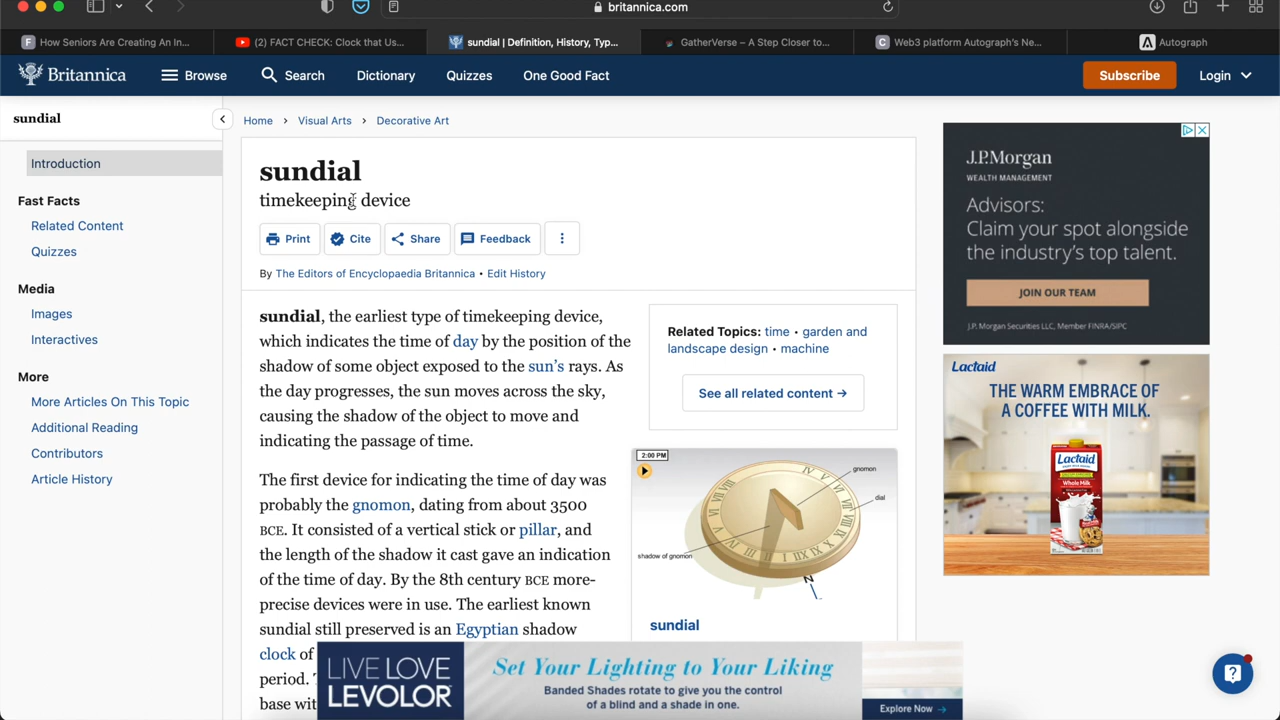 britannica.com
How Seniors Are Creating An In...
(2) FACT CHECK: Clock that Us...
sundial | Definition, History, Typ...
GatherVerse – A Step Closer to...
Web3 platform Autograph's Ne...
Autograph
Britannica
Browse
Search
Dictionary
Quizzes
One Good Fact
Subscribe
Login
sundial
Introduction
Fast Facts
Related Content
Quizzes
Media
Images
Interactives
More
More Articles On This Topic
Additional Reading
Contributors
Article History
Home › Visual Arts › Decorative Art
sundial
timekeeping device
Print
Cite
Share
Feedback
By The Editors of Encyclopaedia Britannica • Edit History
sundial, the earliest type of timekeeping device,
which indicates the time of day by the position of the
shadow of some object exposed to the sun's rays. As
the day progresses, the sun moves across the sky,
causing the shadow of the object to move and
indicating the passage of time.
The first device for indicating the time of day was
probably the gnomon, dating from about 3500
BCE. It consisted of a vertical stick or pillar, and
the length of the shadow it cast gave an indication
of the time of day. By the 8th century BCE more-
precise devices were in use. The earliest known
sundial still preserved is an Egyptian shadow
clock of
period.
base wit
Related Topics: time • garden and
landscape design • machine
See all related content →
2:00 PM
gnomon
dial
shadow of gnomon
N
sundial
J.P.Morgan
WEALTH MANAGEMENT
Advisors:
Claim your spot alongside
the industry's top talent.
JOIN OUR TEAM
J.P. Morgan Securities LLC, Member FINRA/SIPC
Lactaid
THE WARM EMBRACE OF
A COFFEE WITH MILK.
Lactaid
Whole Milk
LIVE LOVE
LEVOLOR
Set Your Lighting to Your Liking
Banded Shades rotate to give you the control
of a blind and a shade in one.
Explore Now →